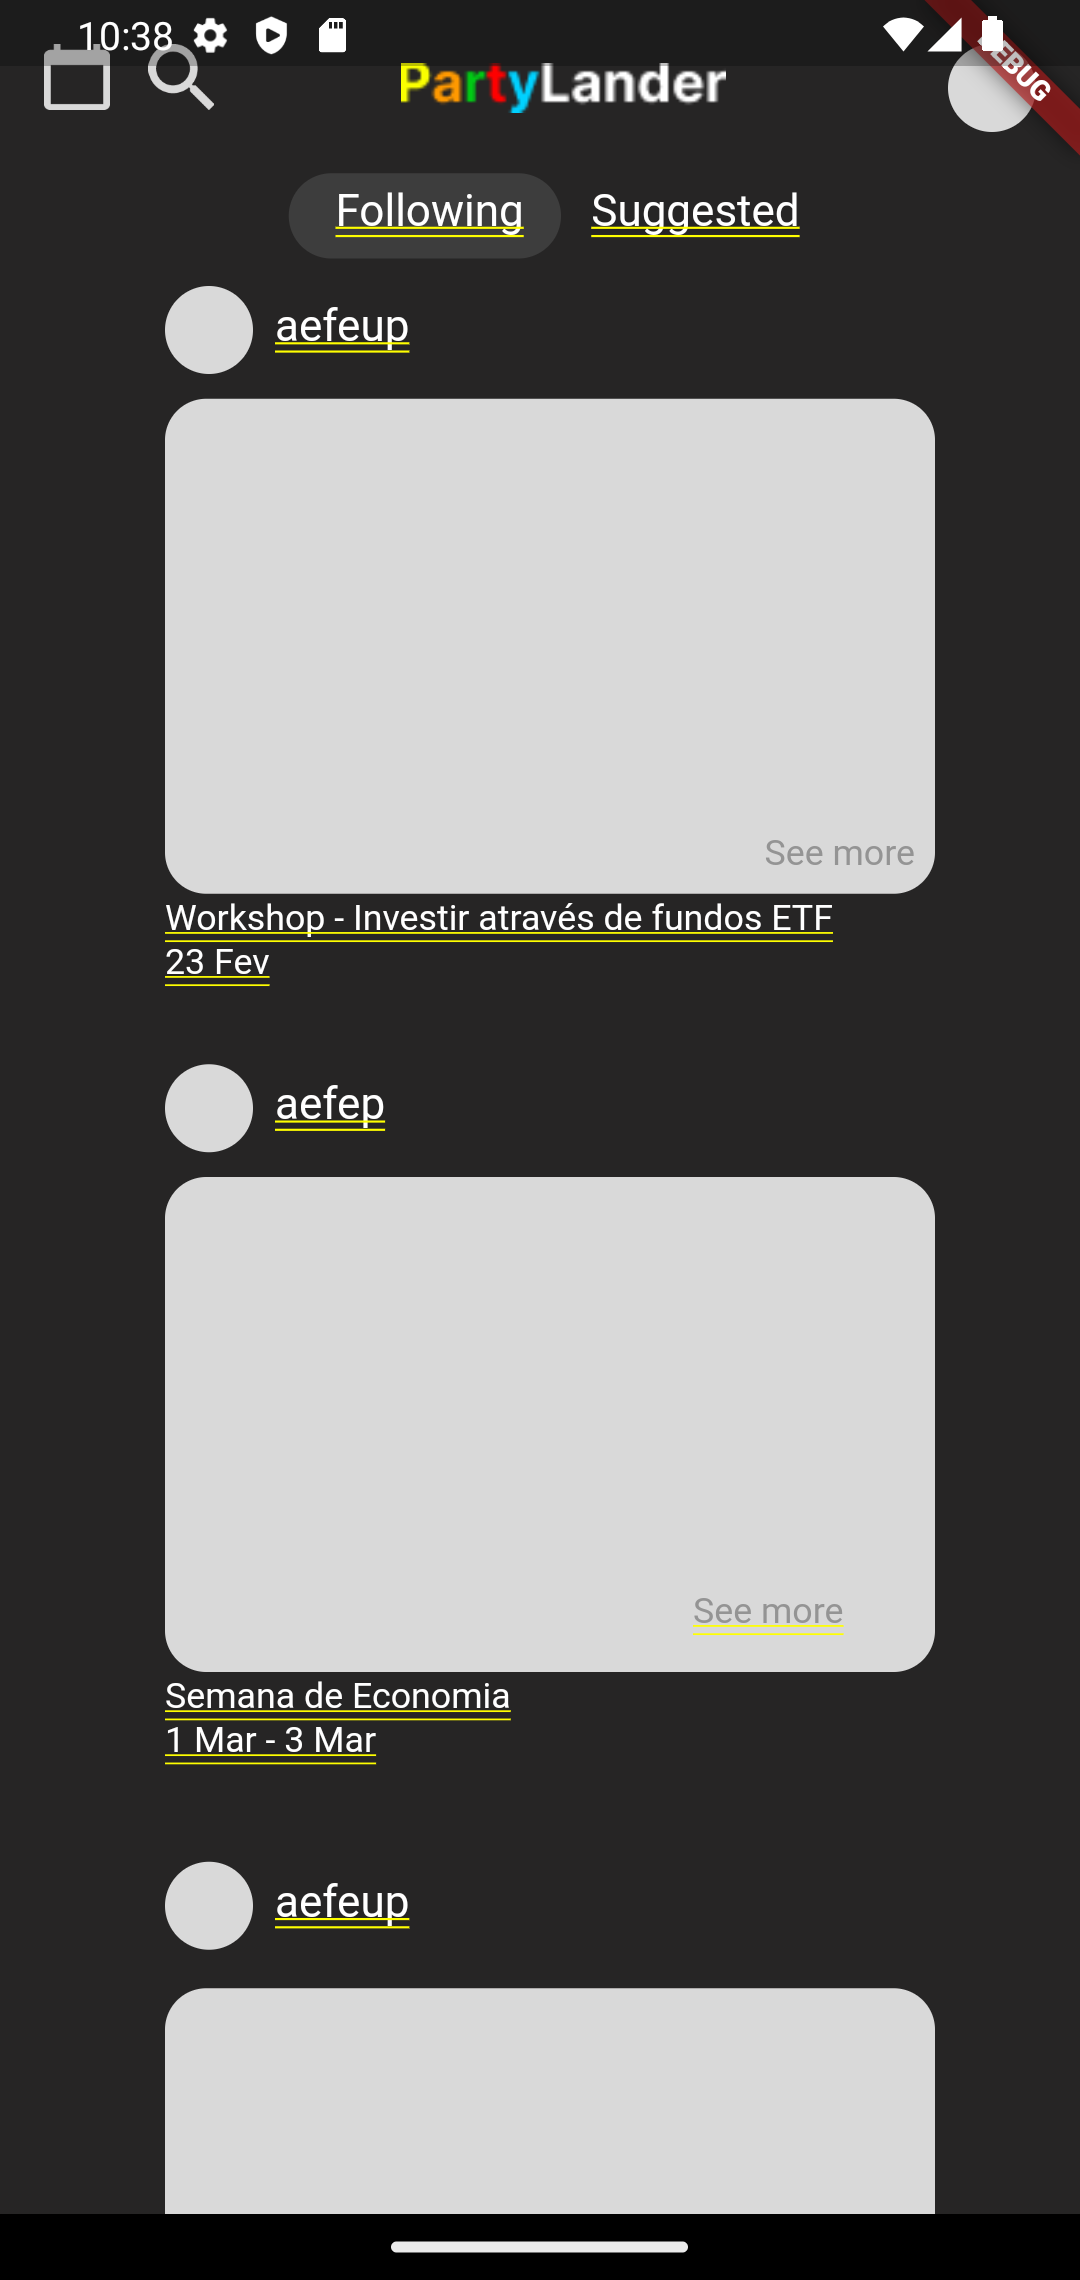 10:38
DEBUG
PartyLander
Following Suggested
aefeup
See more
Workshop - Investir através de fundos ETF
23 Fev
aefep
See more
Semana de Economia
1 Mar - 3 Mar
aefeup